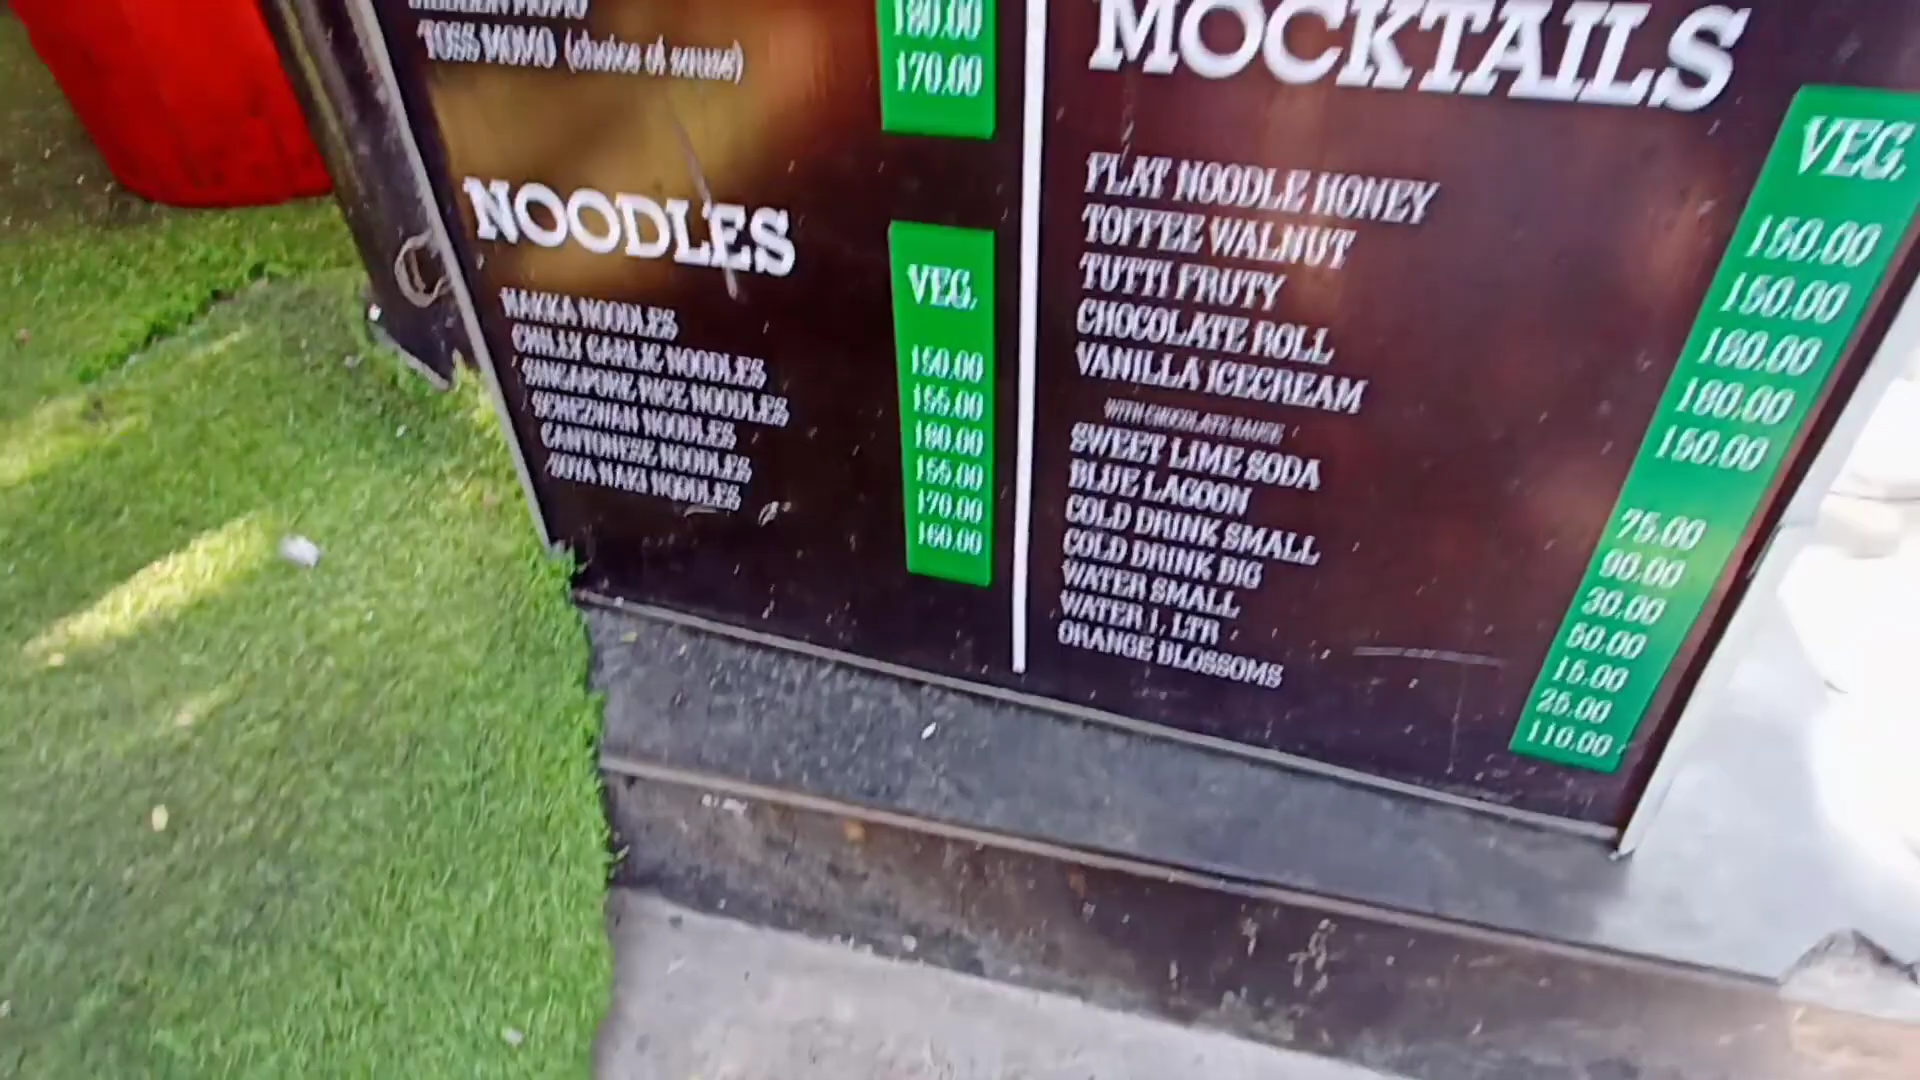 TOSS MOMO (choice of sauce)
180.00
170.00
NOODLES
VEG.
HAKKA NOODLES 150.00
CHILLY GARLIC NOODLES 155.00
SINGAPORE RICE NOODLES 180.00
SCHEZWAN NOODLES 155.00
CANTONESE NOODLES 170.00
NOODLES 160.00
MOCKTAILS
VEG.
FLAT NOODLE HONEY 150.00
TOFFEE WALNUT 150.00
TUTTI FRUTY 160.00
CHOCOLATE ROLL 180.00
VANILLA ICECREAM 150.00
WITH CHOCOLATE SAUCE
SWEET LIME SODA 75.00
BLUE LAGOON 90.00
COLD DRINK SMALL 30.00
COLD DRINK BIG 50.00
WATER SMALL 15.00
WATER 1, LTR 25.00
ORANGE BLOSSOMS 110.00